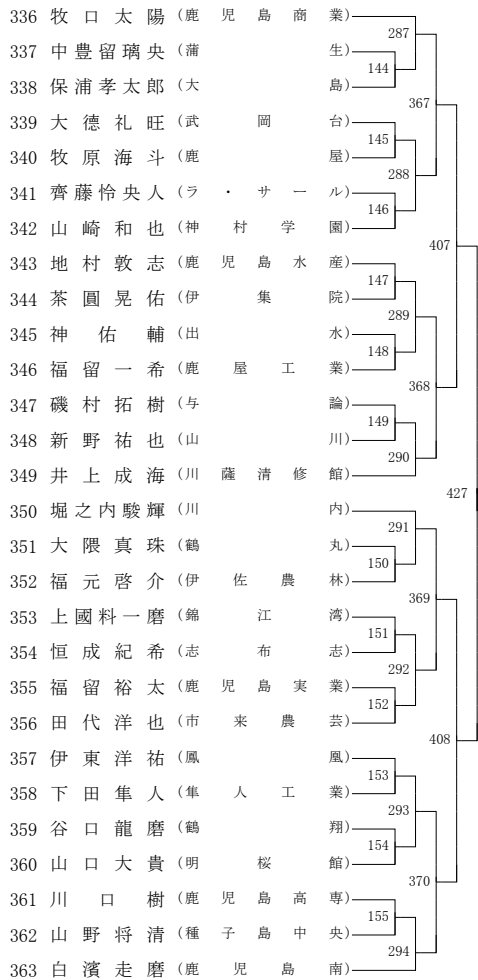 336 牧口太陽 (鹿児島商業)
337 中豊留璃央 (蒲生)
338 保浦孝太郎 (大島)
339 大德礼旺 (武岡台)
340 牧原海斗 (鹿屋)
341 齊藤怜央人 (ラ・サール)
342 山崎和也 (神村学園)
343 地村敦志 (鹿児島水産)
344 茶圓晃佑 (伊集院)
345 神佑輔 (出水)
346 福留一希 (鹿屋工業)
347 磯村拓樹 (与論)
348 新野祐也 (山川)
349 井上成海 (川薩清修館)
350 堀之内駿輝 (川内)
351 大隈真珠 (鶴丸)
352 福元啓介 (伊佐農林)
353 上國料一磨 (錦江湾)
354 恒成紀希 (志布志)
355 福留裕太 (鹿児島実業)
356 田代洋也 (市来農芸)
357 伊東洋祐 (鳳凰)
358 下田隼人 (隼人工業)
359 谷口龍磨 (鶴翔)
360 山口大貴 (明桜館)
361 川口樹 (鹿児島高専)
362 山野将清 (種子島中央)
363 白濱走磨 (鹿児島南)
287
144
367
145
288
146
407
147
289
148
368
149
290
427
291
150
369
151
292
152
408
153
293
154
370
155
294